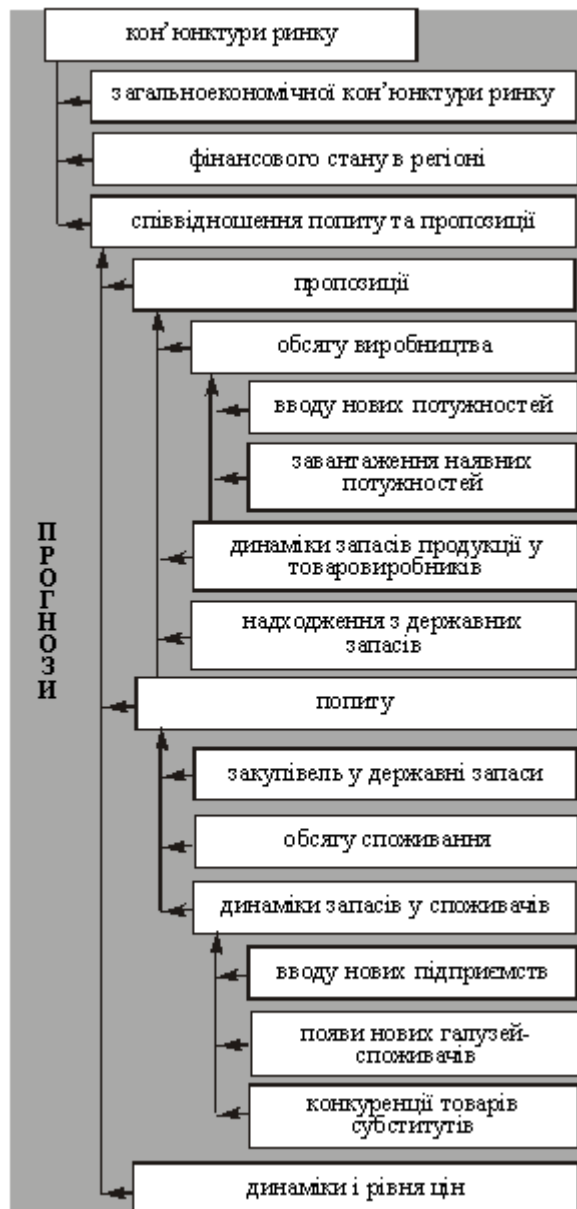 кон’юнктури ринку
загальноекономічної кон’юнктури ринку
фінансового стану в регіоні
співвідношення попиту та пропозиції
пропозиції
обсягу виробництва
вводу нових потужностей
завантаження наявних
потужностей
динаміки запасів продукції у
товаровиробників
надходження з державних
запасів
ПРОГНОЗИ
попиту
закупівель у державні запаси
обсягу споживання
динаміки запасів у споживачів
вводу нових підприємств
появи нових галузей-
споживачів
конкуренції товарів
субститутів
динаміки і рівня цін